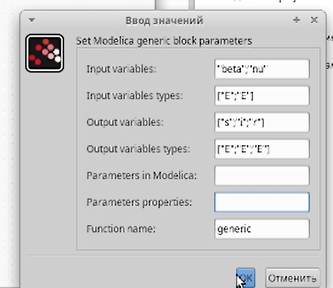 Ввод значений
Set Modelica generic block parameters
Input variables: "beta";"nu"
Input variables types: ["E";"E"]
Output variables: ["s";"i";"r"]
Output variables types: ["E";"E";"E"]
Parameters in Modelica:
Parameters properties:
Function name: generic
OK Отменить